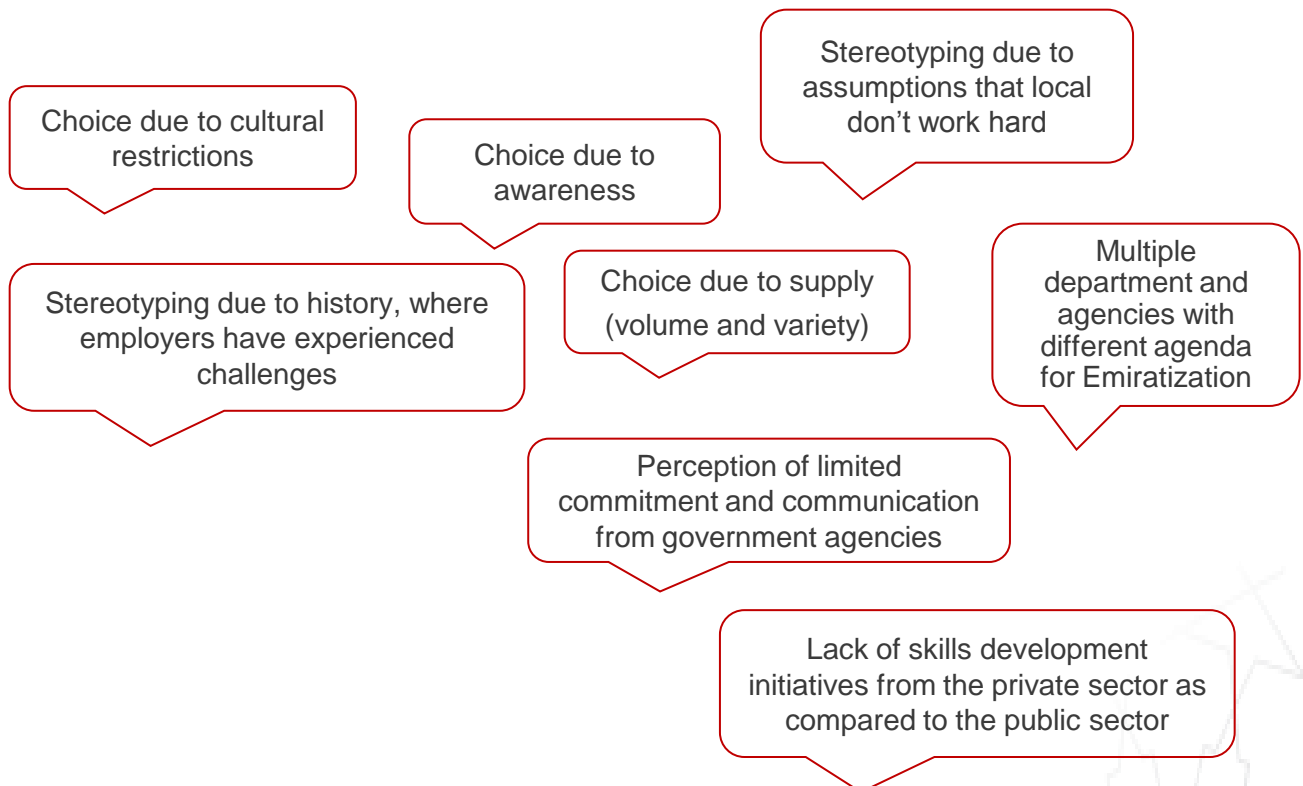 Stereotyping due to
assumptions that local
don't work hard
Choice due to cultural
restrictions
Choice due to
awareness
Multiple
department and
agencies with
different agenda
for Emiratization
Stereotyping due to history, where
employers have experienced
challenges
Choice due to supply
(volume and variety)
Perception of limited
commitment and communication
from government agencies
Lack of skills development
initiatives from the private sector as
compared to the public sector